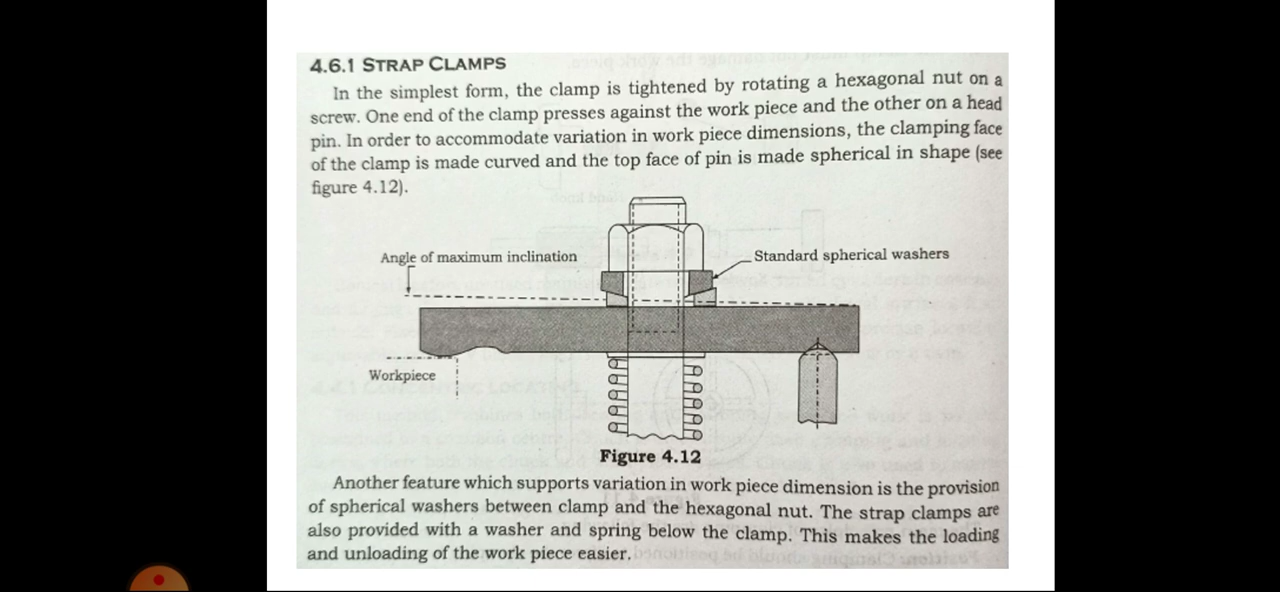 4.6.1 STRAP CLAMPS
In the simplest form, the clamp is tightened by rotating a hexagonal nut on a
screw. One end of the clamp presses against the work piece and the other on a head
pin. In order to accommodate variation in work piece dimensions, the clamping face
of the clamp is made curved and the top face of pin is made spherical in shape (see
figure 4.12).
Angle of maximum inclination
Standard spherical washers
Workpiece
Figure 4.12
Another feature which supports variation in work piece dimension is the provision
of spherical washers between clamp and the hexagonal nut. The strap clamps are
also provided with a washer and spring below the clamp. This makes the loading
and unloading of the work piece easier.